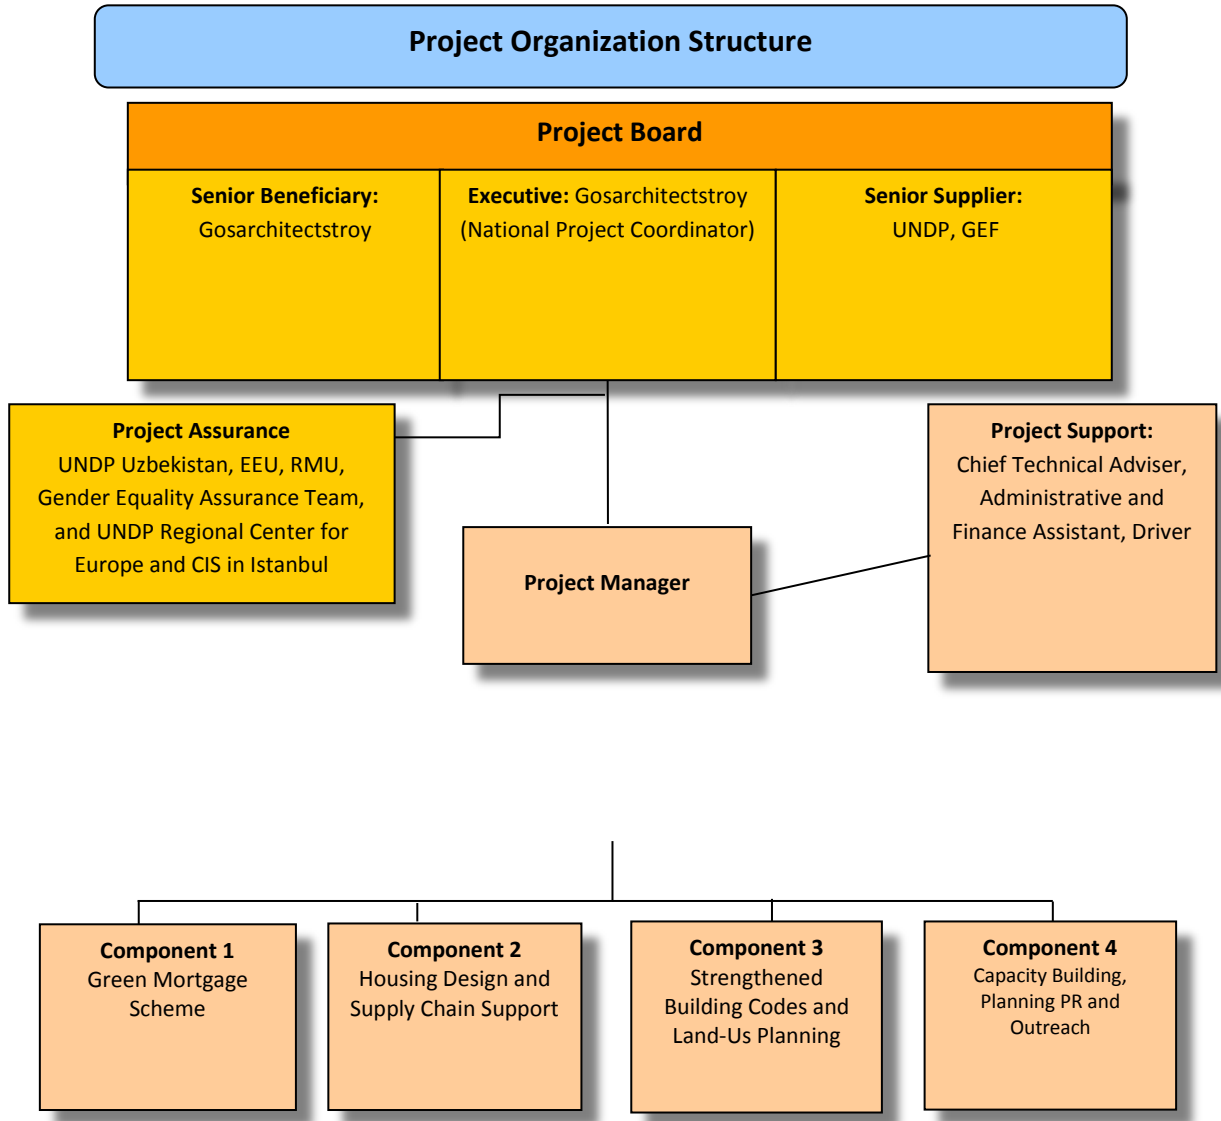 Project Organization Structure
Project Board
Senior Beneficiary:
Gosarchitectstroy
Executive: Gosarchitectstroy
(National Project Coordinator)
Senior Supplier:
UNDP, GEF
Project Assurance
UNDP Uzbekistan, EEU, RMU,
Gender Equality Assurance Team,
and UNDP Regional Center for
Europe and CIS in Istanbul
Project Manager
Project Support:
Chief Technical Adviser,
Administrative and
Finance Assistant, Driver
Component 1
Green Mortgage
Scheme
Component 2
Housing Design and
Supply Chain Support
Component 3
Strengthened
Building Codes and
Land-Us Planning
Component 4
Capacity Building,
Planning PR and
Outreach